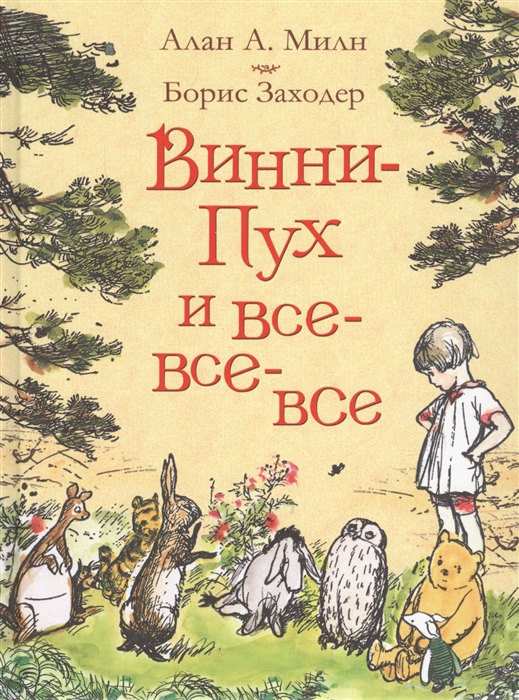 Алан А. Милн
Борис Заходер
Винни-
Пух
и все-
все-
все